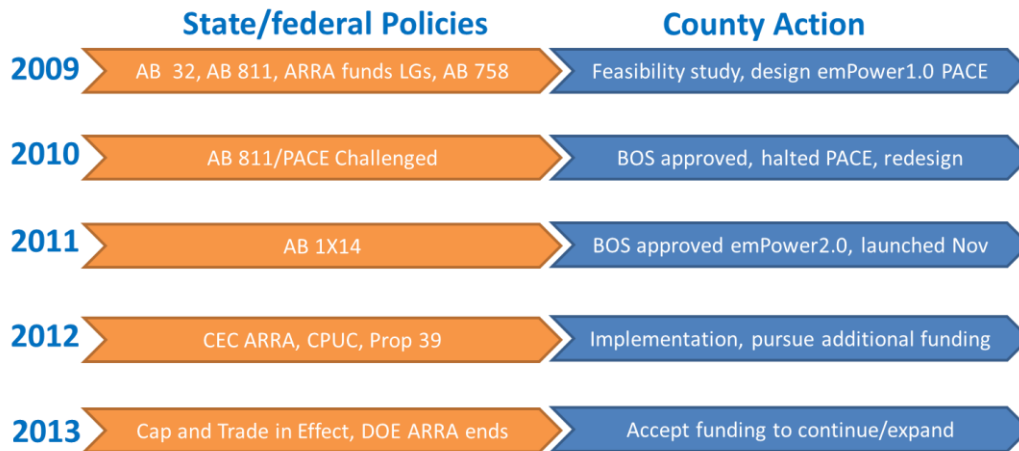 State/federal Policies County Action
2009 AB 32, AB 811, ARRA funds LGs, AB 758 Feasibility study, design emPower1.0 PACE
2010 AB 811/PACE Challenged BOS approved, halted PACE, redesign
2011 AB 1X14 BOS approved emPower2.0, launched Nov
2012 CEC ARRA, CPUC, Prop 39 Implementation, pursue additional funding
2013 Cap and Trade in Effect, DOE ARRA ends Accept funding to continue/expand